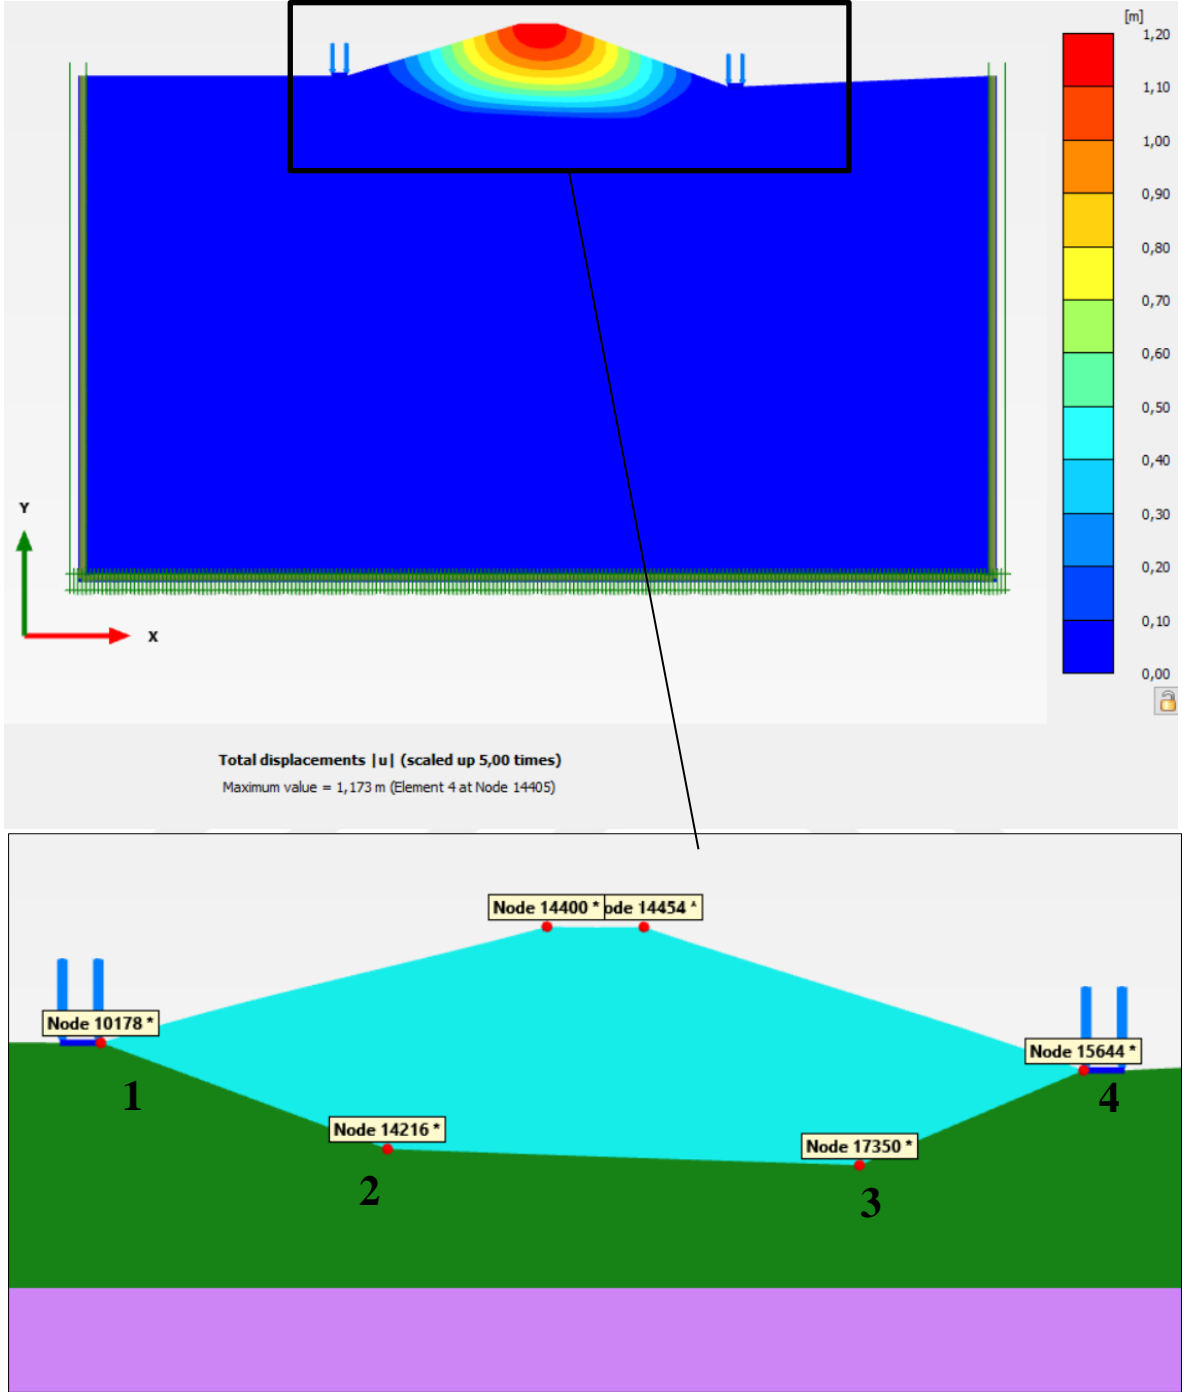 [m]
1,20
1,10
1,00
0,90
0,80
0,70
0,60
0,50
0,40
0,30
0,20
0,10
0,00
Y
X
Total displacements |u| (scaled up 5,00 times)
Maximum value = 1,173 m (Element 4 at Node 14405)
Node 14400 *
ode 14454 *
Node 10178 *
Node 15644 *
1
4
Node 14216 *
Node 17350 *
2
3